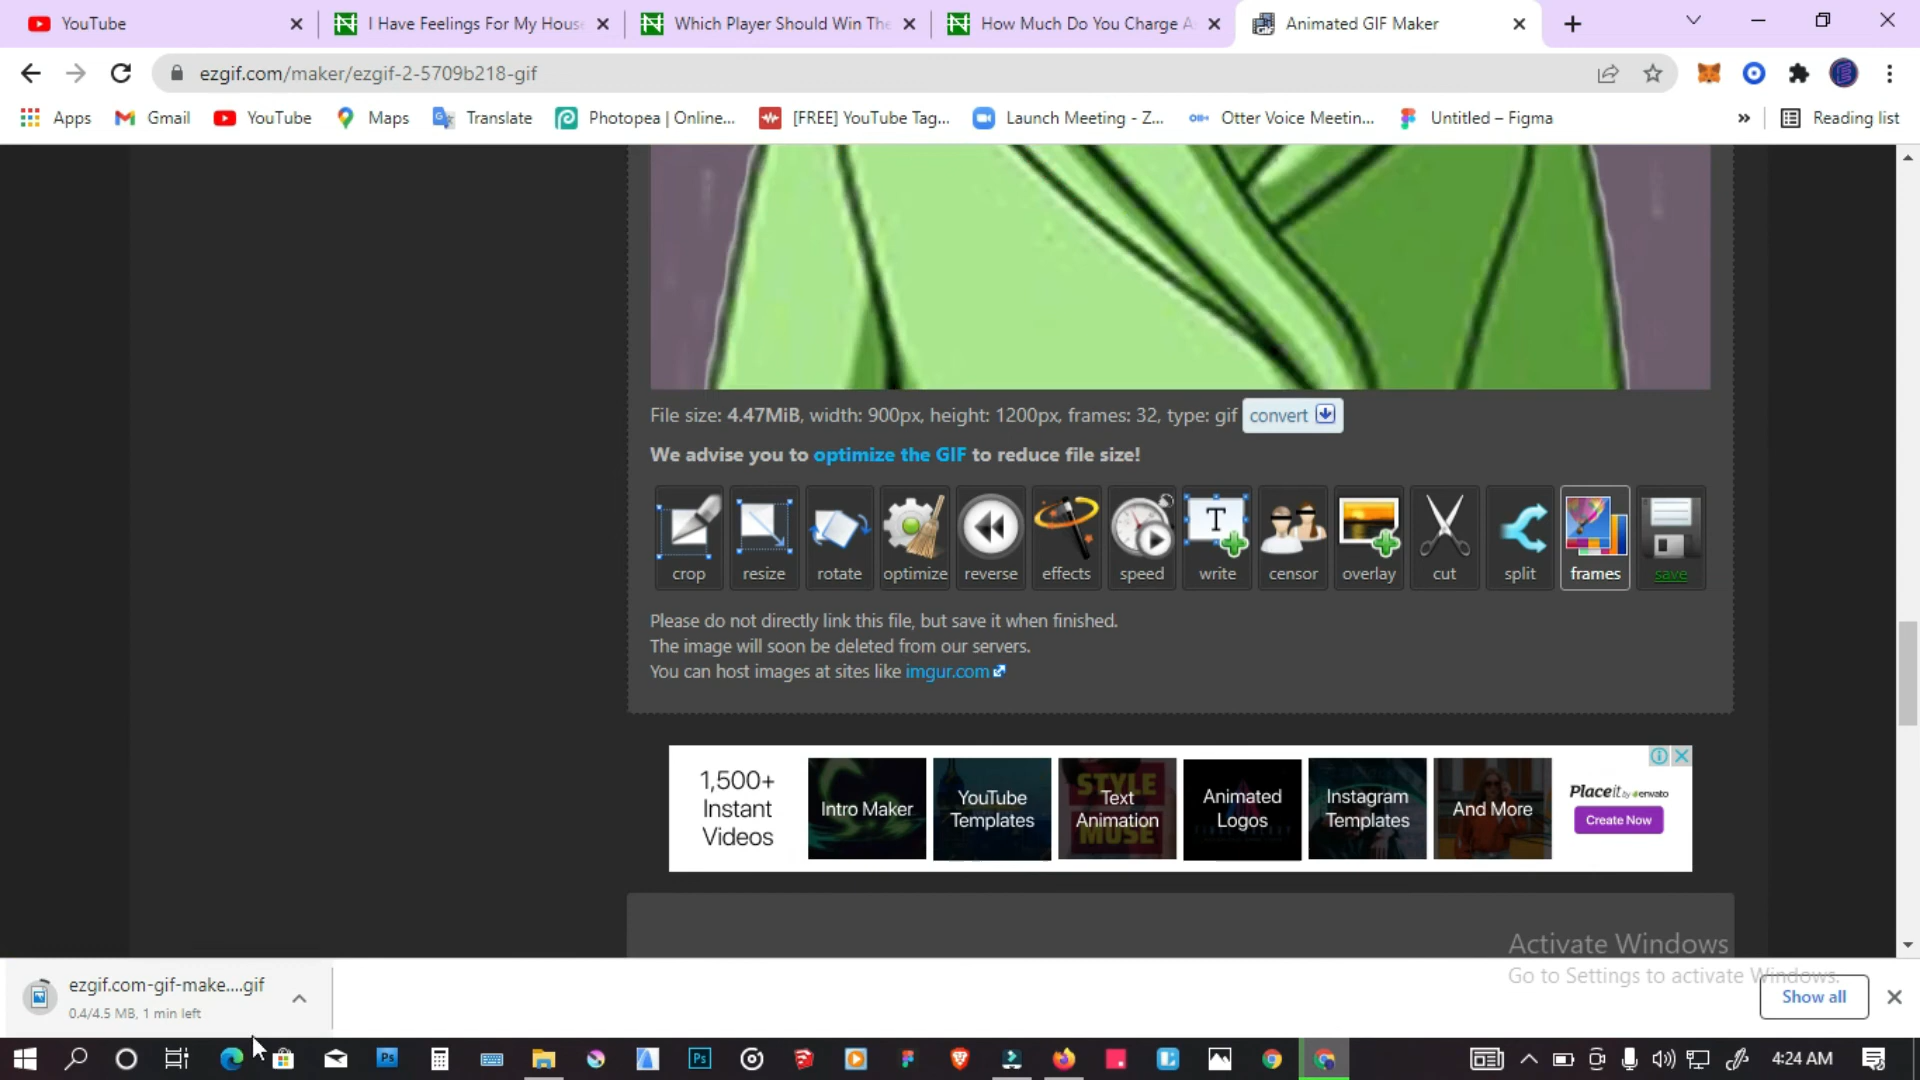 YouTube
I Have Feelings For My Hous
Which Player Should Win The
How Much Do You Charge A
Animated GIF Maker
ezgif.com/maker/ezgif-2-5709b218-gif
Apps
Gmail
YouTube
Maps
Translate
Photopea | Online...
[FREE] YouTube Tag...
Launch Meeting - Z...
Otter Voice Meetin...
Untitled – Figma
»
Reading list
File size: 4.47MiB, width: 900px, height: 1200px, frames: 32, type: gif convert
We advise you to optimize the GIF to reduce file size!
crop
resize
rotate
optimize
reverse
effects
speed
write
censor
overlay
cut
split
frames
save
Please do not directly link this file, but save it when finished.
The image will soon be deleted from our servers.
You can host images at sites like imgur.com
1,500+
Instant
Videos
Intro Maker
YouTube
Templates
STYLE
Text
Animation
MUSE
Animated
Logos
Instagram
Templates
And More
Placeit by envato
Create Now
Activate Windows
Go to Settings to activate Windows.
ezgif.com-gif-make....gif
0.4/4.5 MB, 1 min left
Show all
4:24 AM